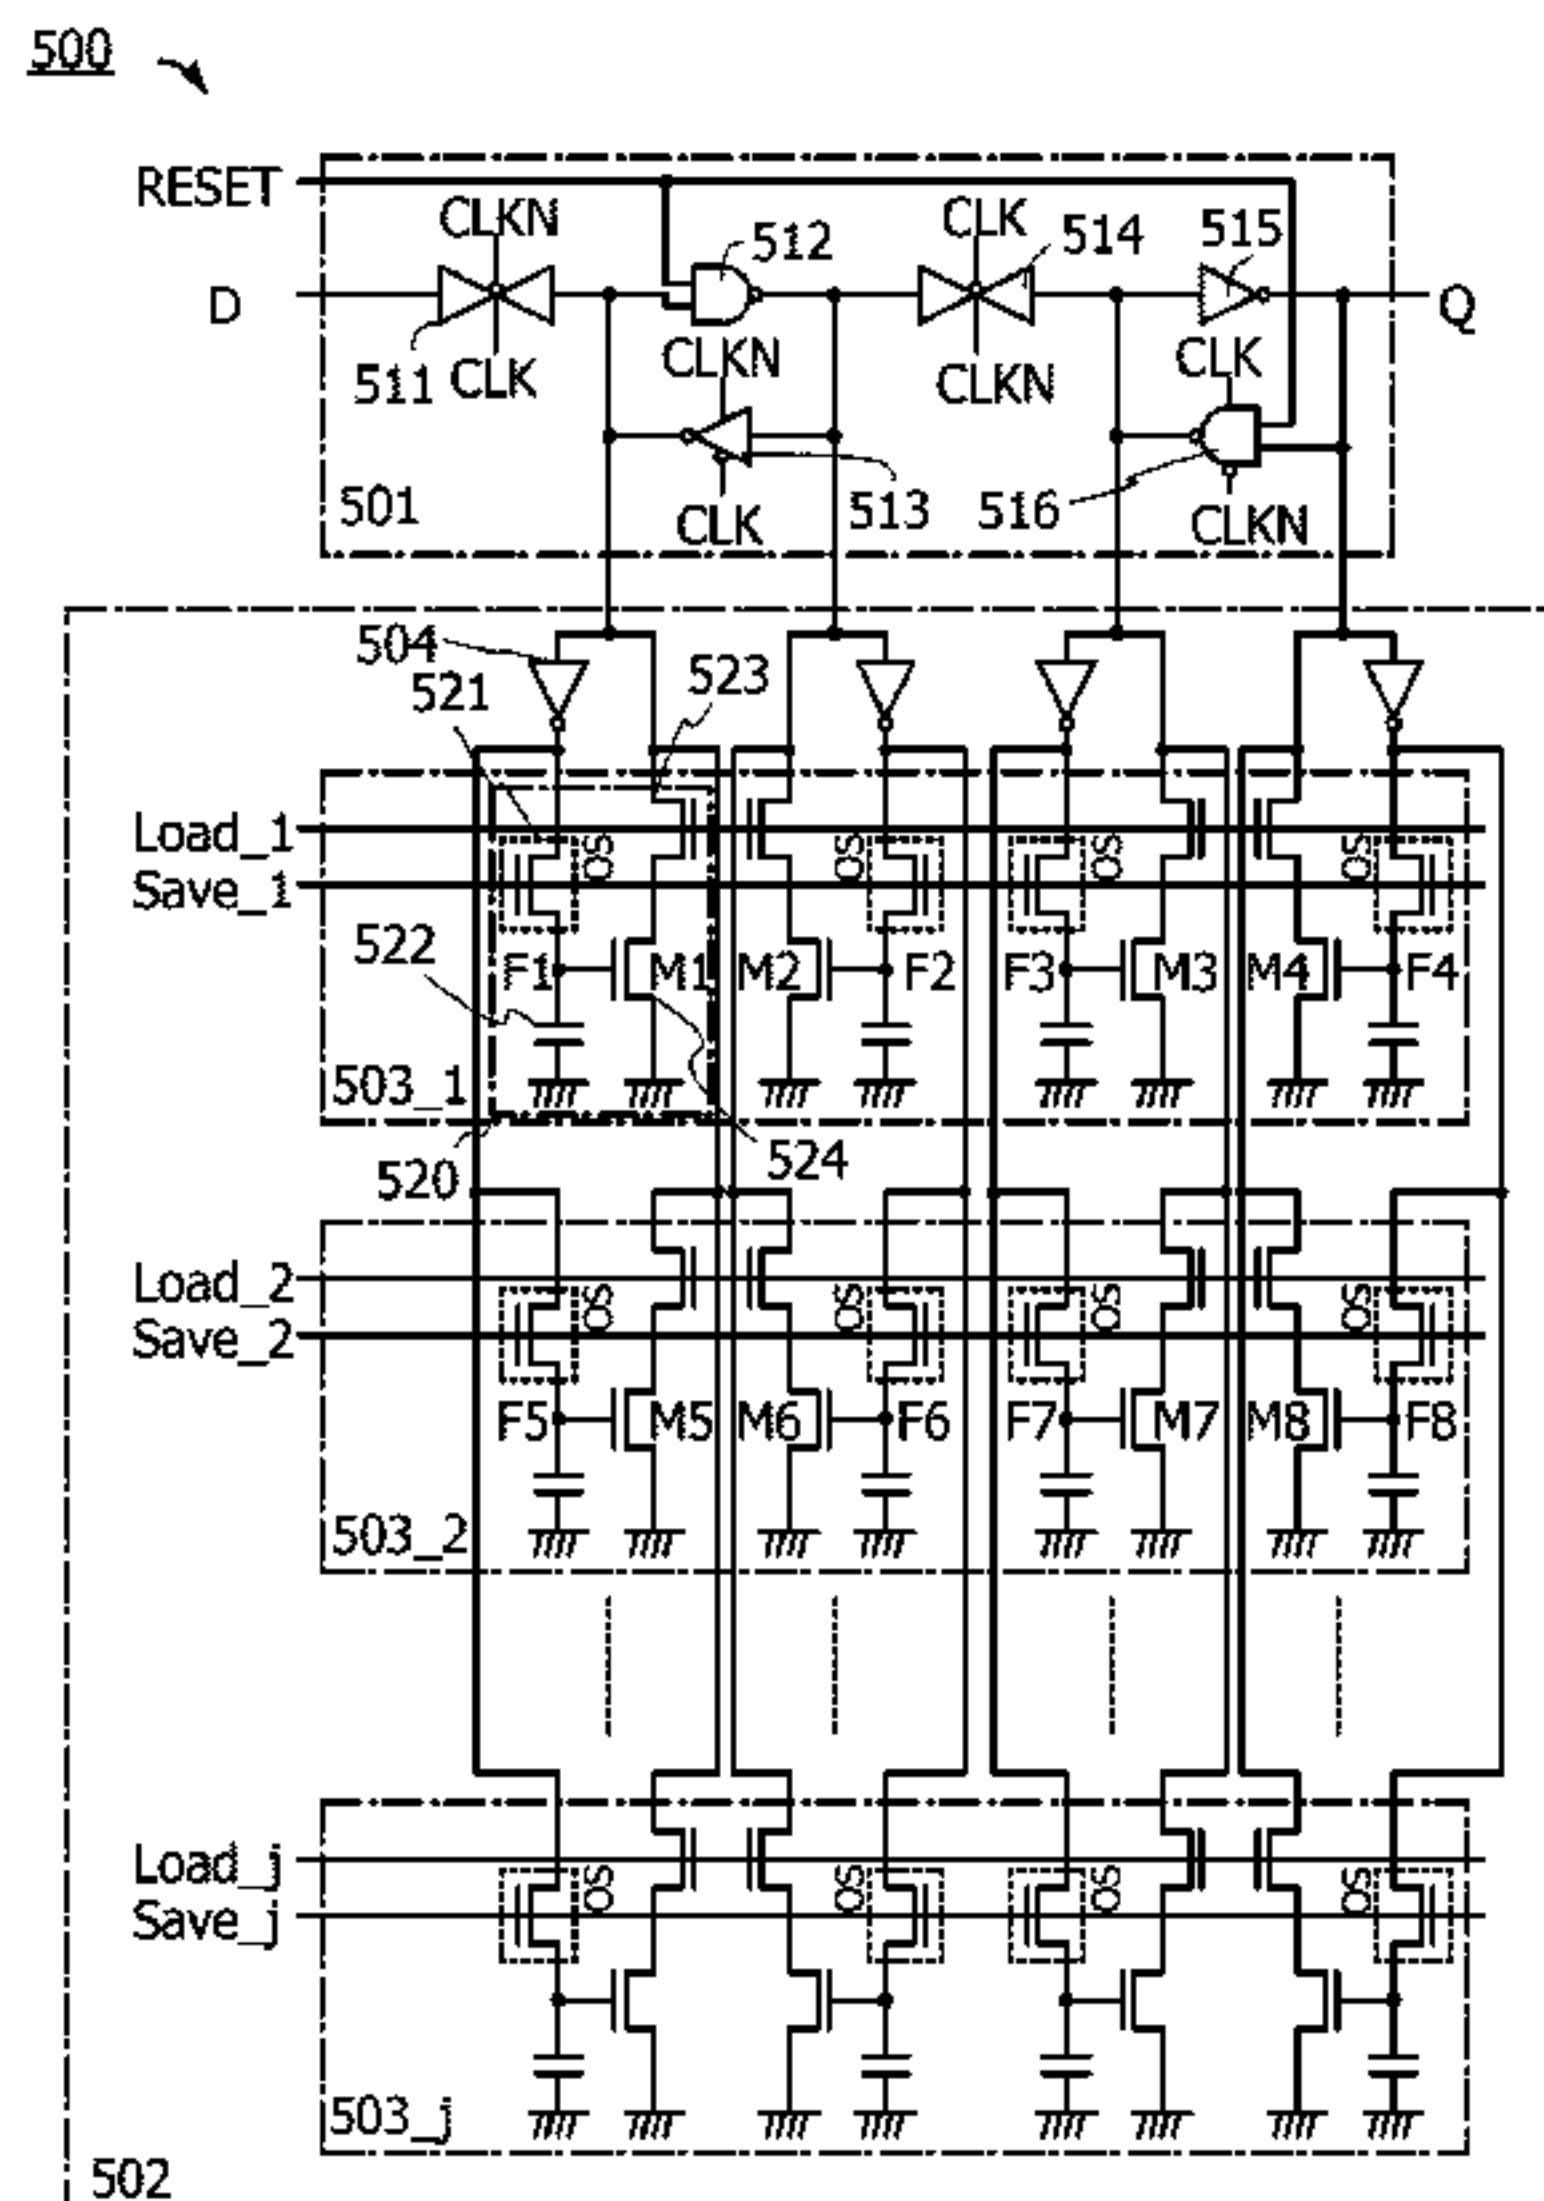 500
RESET
CLKN
512
CLK
514
515
D
Q
511
CLK
CLKN
CLKN
CLK
501
CLK
513
516
CLKN
504
521
523
Load_1
OS
OS
OS
OS
Save_1
522
F1
M1
M2
F2
F3
M3
M4
F4
503_1
520
524
Load_2
OS
OS
OS
OS
Save_2
F5
M5
M6
F6
F7
M7
M8
F8
503_2
Load_j
OS
OS
OS
OS
Save_j
503_j
502